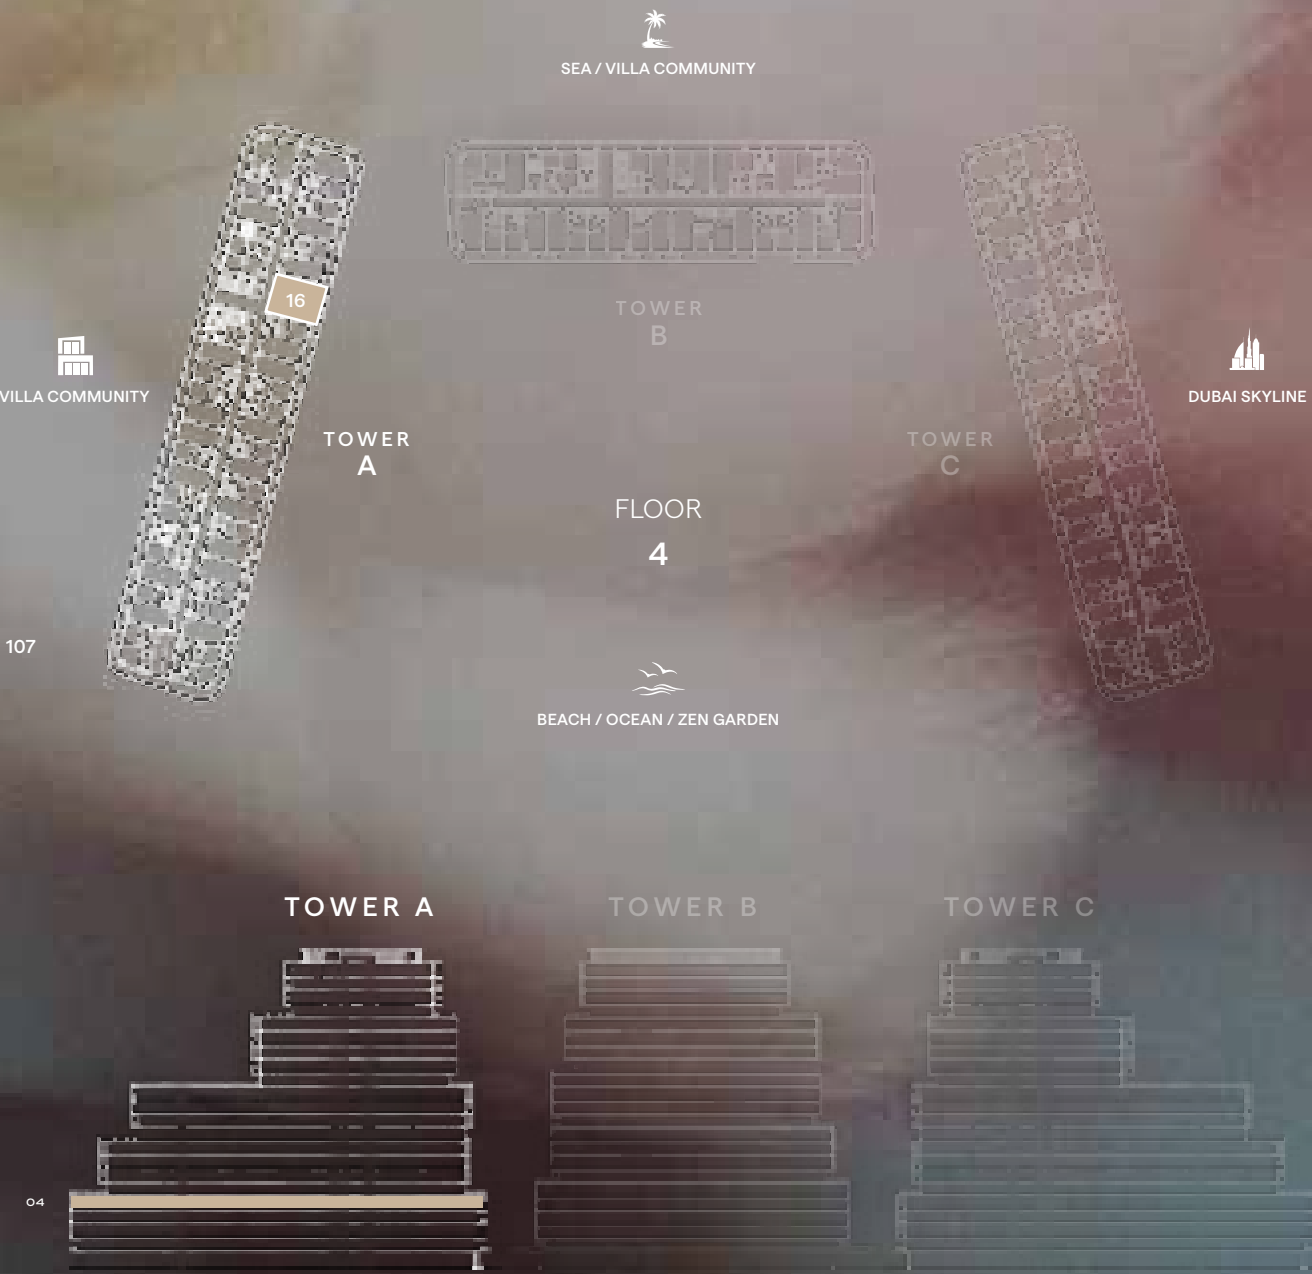 SEA / VILLA COMMUNITY
16
TOWER
B
VILLA COMMUNITY
DUBAI SKYLINE
TOWER
A
TOWER
C
FLOOR
4
107
BEACH / OCEAN / ZEN GARDEN
TOWER A
TOWER B
TOWER C
04